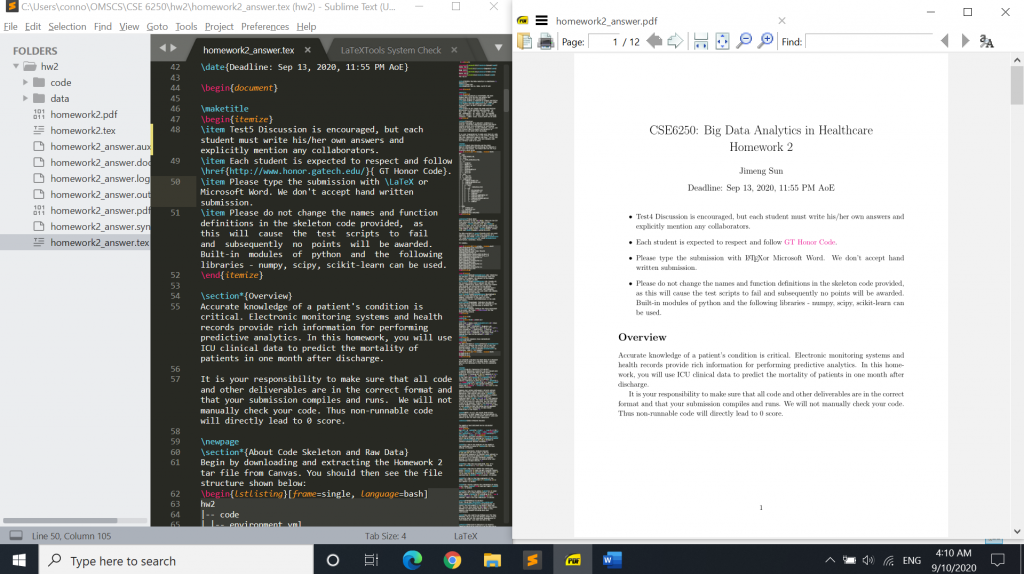 C:\Users\conno\OMSCS\CSE 6250\hw2\homework2_answer.tex (hw2) - Sublime Text (U...
File Edit Selection Find View Goto Tools Project Preferences Help
FOLDERS
hw2
code
data
homework2.pdf
homework2.tex
homework2_answer.aux
homework2_answer.doc
homework2_answer.log
homework2_answer.out
homework2_answer.pdf
homework2_answer.syn
homework2_answer.tex
homework2_answer.tex
LaTeXTools System Check
42 \date{Deadline: Sep 13, 2020, 11:55 PM AoE}
43
44 \begin{document}
45
46 \maketitle
47 \begin{itemize}
48 \item Test5 Discussion is encouraged, but each
student must write his/her own answers and
explicitly mention any collaborators.
49 \item Each student is expected to respect and follow
\href{http://www.honor.gatech.edu/}{ GT Honor Code}.
50 \item Please type the submission with \LaTeX or
Microsoft Word. We don't accept hand written
submission.
51 \item Please do not change the names and function
definitions in the skeleton code provided, as
this will cause the test scripts to fail
and subsequently no points will be awarded.
Built-in modules of python and the following
libraries - numpy, scipy, scikit-learn can be used.
52 \end{itemize}
53
54 \section*{Overview}
55 Accurate knowledge of a patient's condition is
critical. Electronic monitoring systems and health
records provide rich information for performing
predictive analytics. In this homework, you will use
ICU clinical data to predict the mortality of
patients in one month after discharge.
56
57 It is your responsibility to make sure that all code
and other deliverables are in the correct format and
that your submission compiles and runs. We will not
manually check your code. Thus non-runnable code
will directly lead to 0 score.
58
59 \newpage
60 \section*{About Code Skeleton and Raw Data}
61 Begin by downloading and extracting the Homework 2
tar file from Canvas. You should then see the file
structure shown below:
62 \begin{lstlisting}[frame=single, language=bash]
63 hw2
64 |-- code
65 | |-- environment.yml
Line 50, Column 105
Tab Size: 4
LaTeX
homework2_answer.pdf
Page: 1 / 12
Find:
CSE6250: Big Data Analytics in Healthcare
Homework 2
Jimeng Sun
Deadline: Sep 13, 2020, 11:55 PM AoE
• Test4 Discussion is encouraged, but each student must write his/her own answers and
explicitly mention any collaborators.
• Each student is expected to respect and follow GT Honor Code.
• Please type the submission with LATEXor Microsoft Word. We don't accept hand
written submission.
• Please do not change the names and function definitions in the skeleton code provided,
as this will cause the test scripts to fail and subsequently no points will be awarded.
Built-in modules of python and the following libraries - numpy, scipy, scikit-learn can
be used.
Overview
Accurate knowledge of a patient's condition is critical. Electronic monitoring systems and
health records provide rich information for performing predictive analytics. In this home-
work, you will use ICU clinical data to predict the mortality of patients in one month after
discharge.
It is your responsibility to make sure that all code and other deliverables are in the correct
format and that your submission compiles and runs. We will not manually check your code.
Thus non-runnable code will directly lead to 0 score.
1
Type here to search
ENG
4:10 AM
9/10/2020